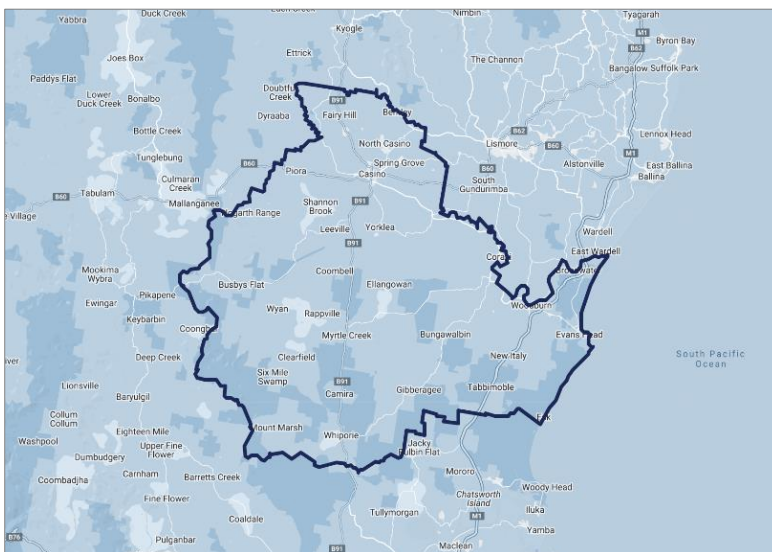 Yabbra
Duck Creek
Nimbin
Tyagarah
Kyogle
M1
Joes Box
Ettrick
B62
Byron Bay
The Channon
Paddys Flat
Bangalow Suffolk Park
Lower
Duck Creek
Bonalbo
Doubtful
Creek
B91
Dyraaba
Fairy Hill
Bentley
Bottle Creek
B62
Lennox Head
North Casino
Lismore
B60
M1
Tunglebung
Spring Grove
Alstonville
East Ballina
B60
Piora
Casino
B60
Ballina
Culmaran
Creek
South
Gundurimba
B60
Tabulam
Mallanganee
Shannon
Brook
B91
e Village
Hogarth Range
Leeville
Yorklea
Wardell
B91
East Wardell
Mookima
Wybra
Coombell
Busbys Flat
Ellangowan
Pikapene
Woodburn
Ewingar
Wyan
Rappville
Keybarbin
Myrtle Creek
Bungawalbin
Evans Head
Deep Creek
Clearfield
New Italy
South Pacific
Ocean
Six Mile
Swamp
B91
Lionsville
Camira
Gibberagee
Tabbimoble
Baryulgil
Collum
Collum
Eighteen Mile
Mount Marsh
Whiporie
Washpool
Upper Fine
Flower
Jacky
Bulbin Flat
Dumbudgery
Mororo
Coombadjha
Carnham
Barretts Creek
Woody Head
Chatsworth
Island
Fine Flower
Iluka
Tullymorgan
Coaldale
M1
Yamba
B76
Pulganbar
B91
Maclean